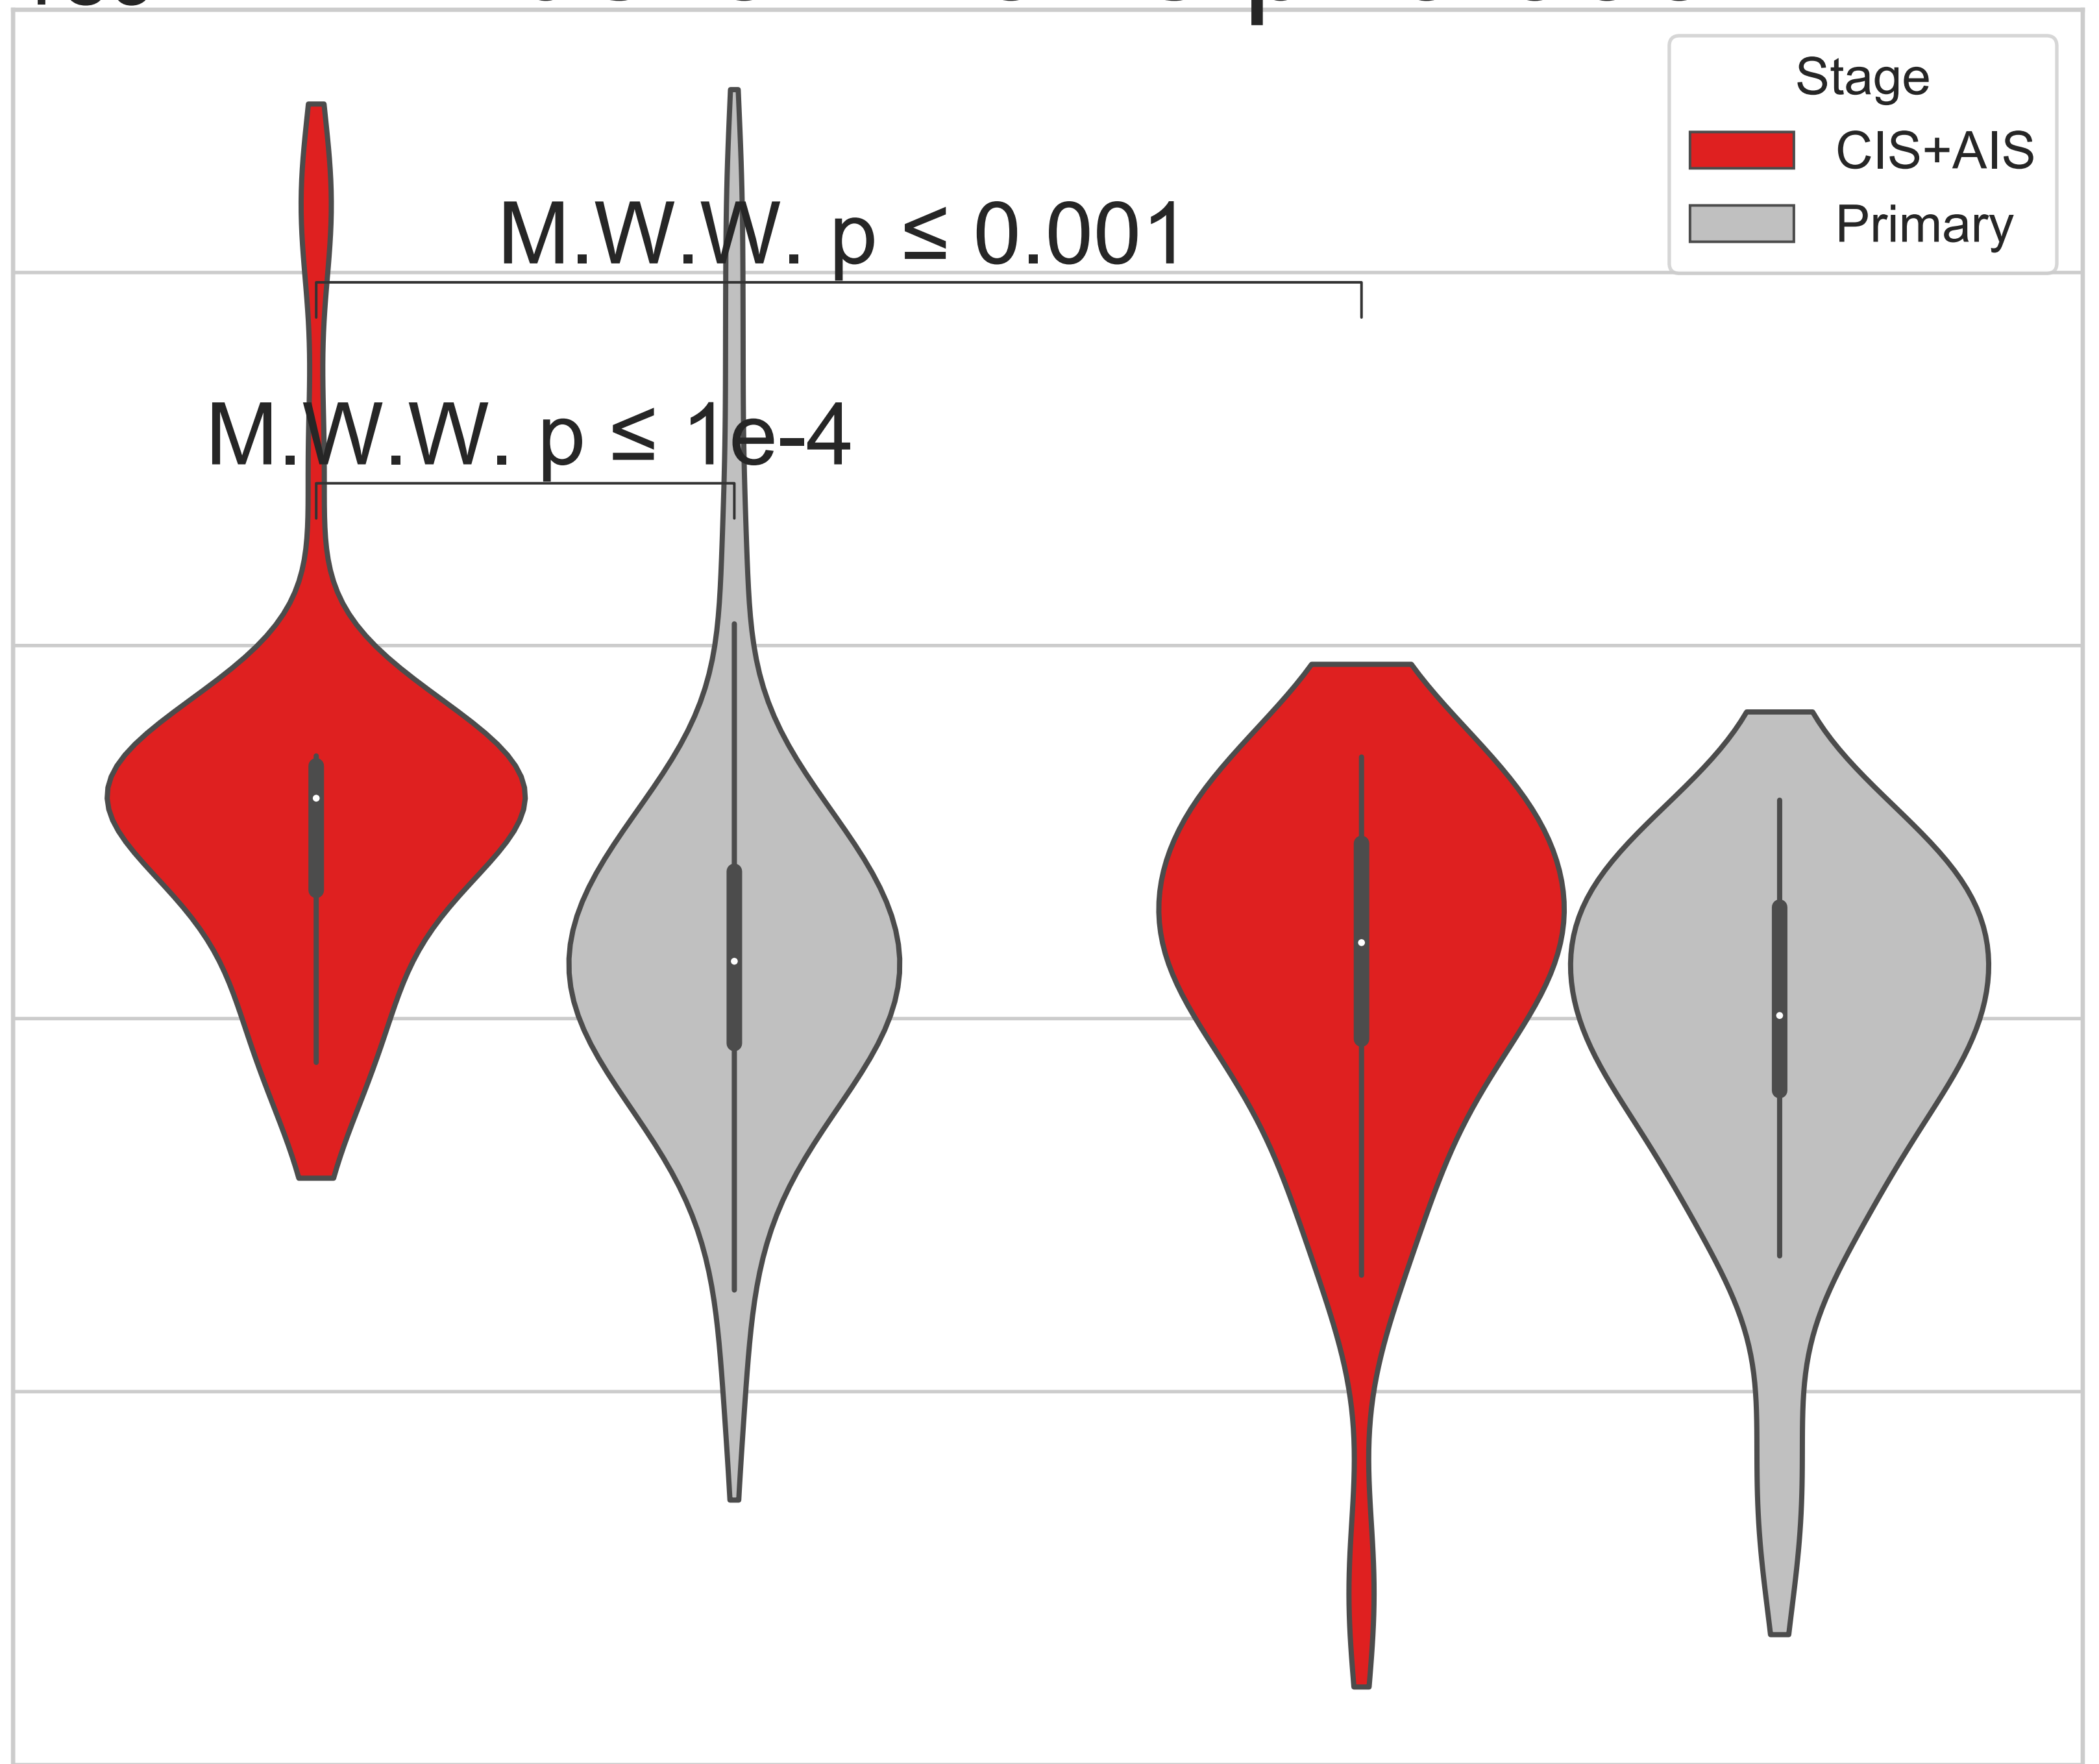 Stage
CIS+AIS
Primary
M.W.W. p ≤ 0.001
M.W.W. p ≤ 1e-4